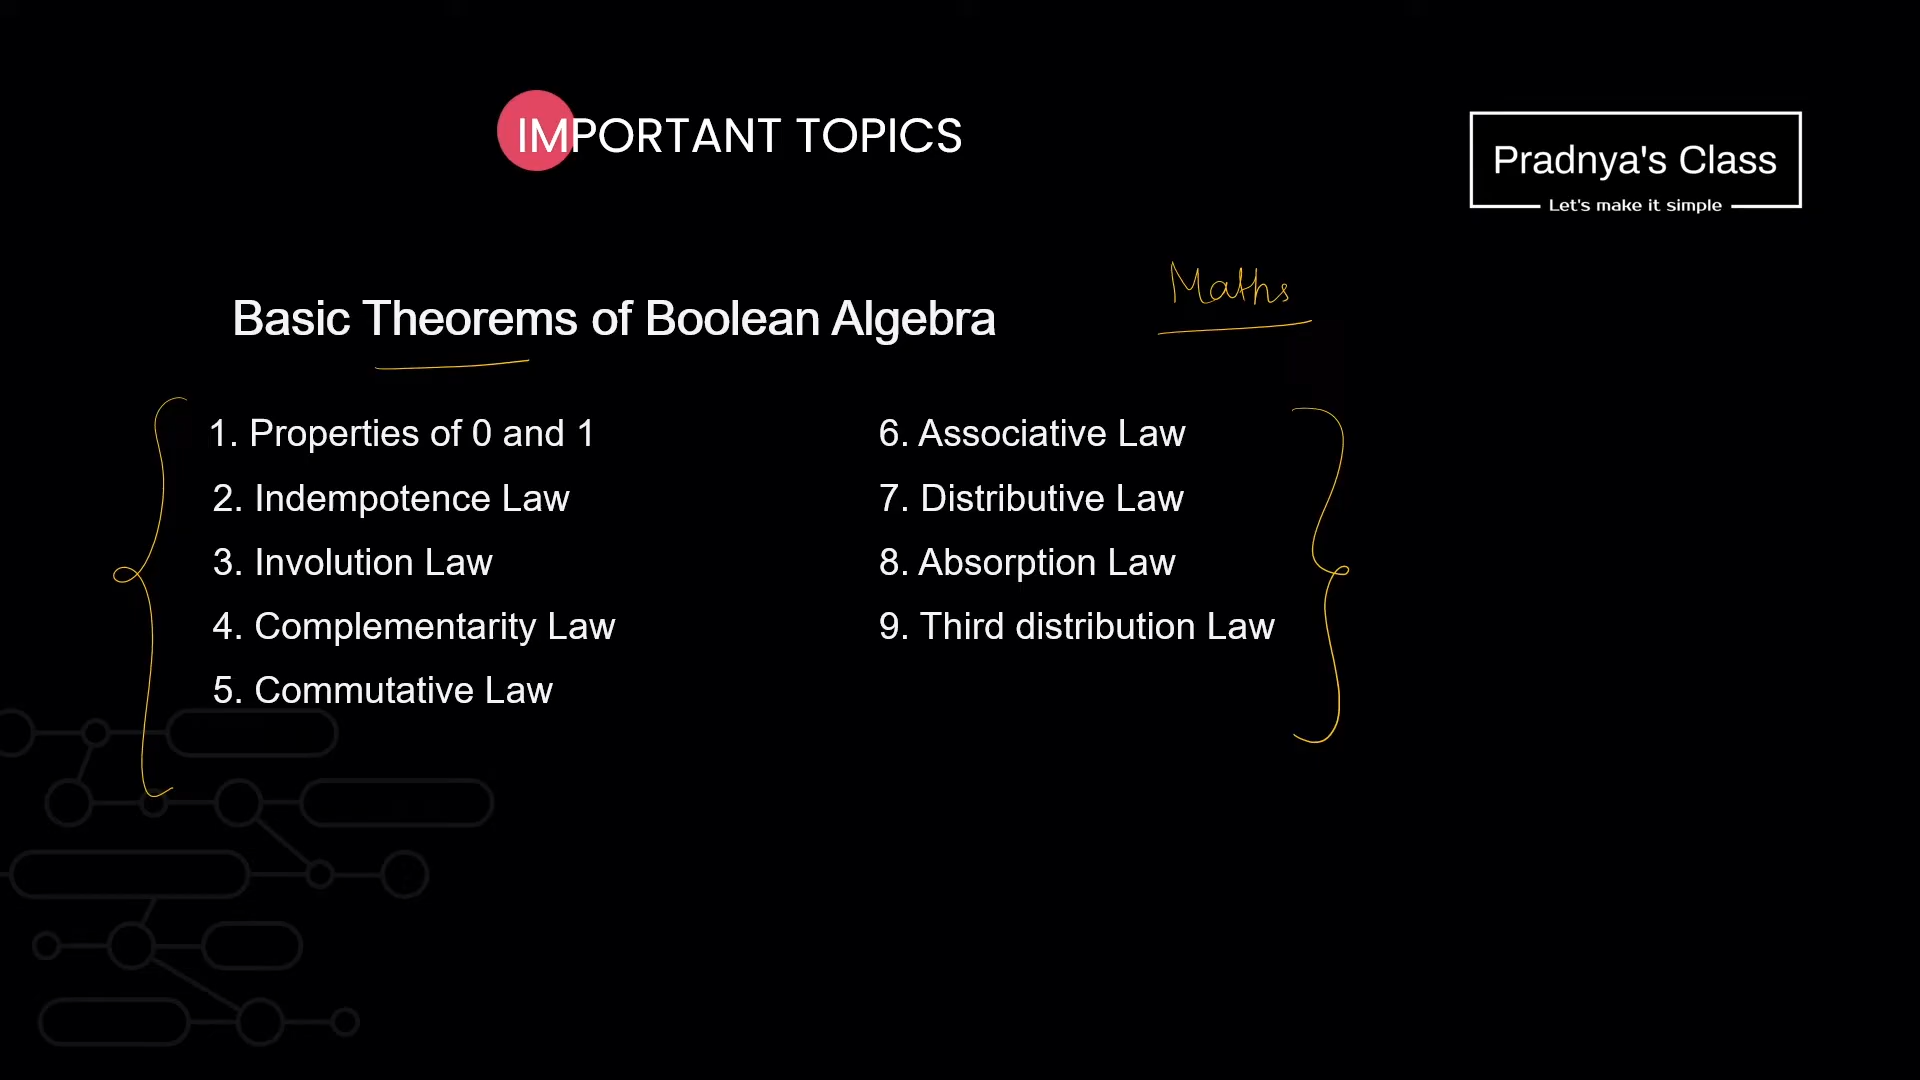 IMPORTANT TOPICS
Pradnya's Class
Let's make it simple
Maths
Basic Theorems of Boolean Algebra
1. Properties of 0 and 1
2. Indempotence Law
3. Involution Law
4. Complementarity Law
5. Commutative Law
6. Associative Law
7. Distributive Law
8. Absorption Law
9. Third distribution Law